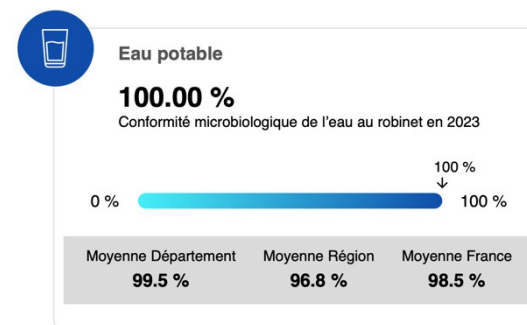 Eau potable
100.00 %
Conformité microbiologique de l'eau au robinet en 2023
100 %
0 %
100 %
Moyenne Département Moyenne Région Moyenne France
99.5 % 96.8 % 98.5 %